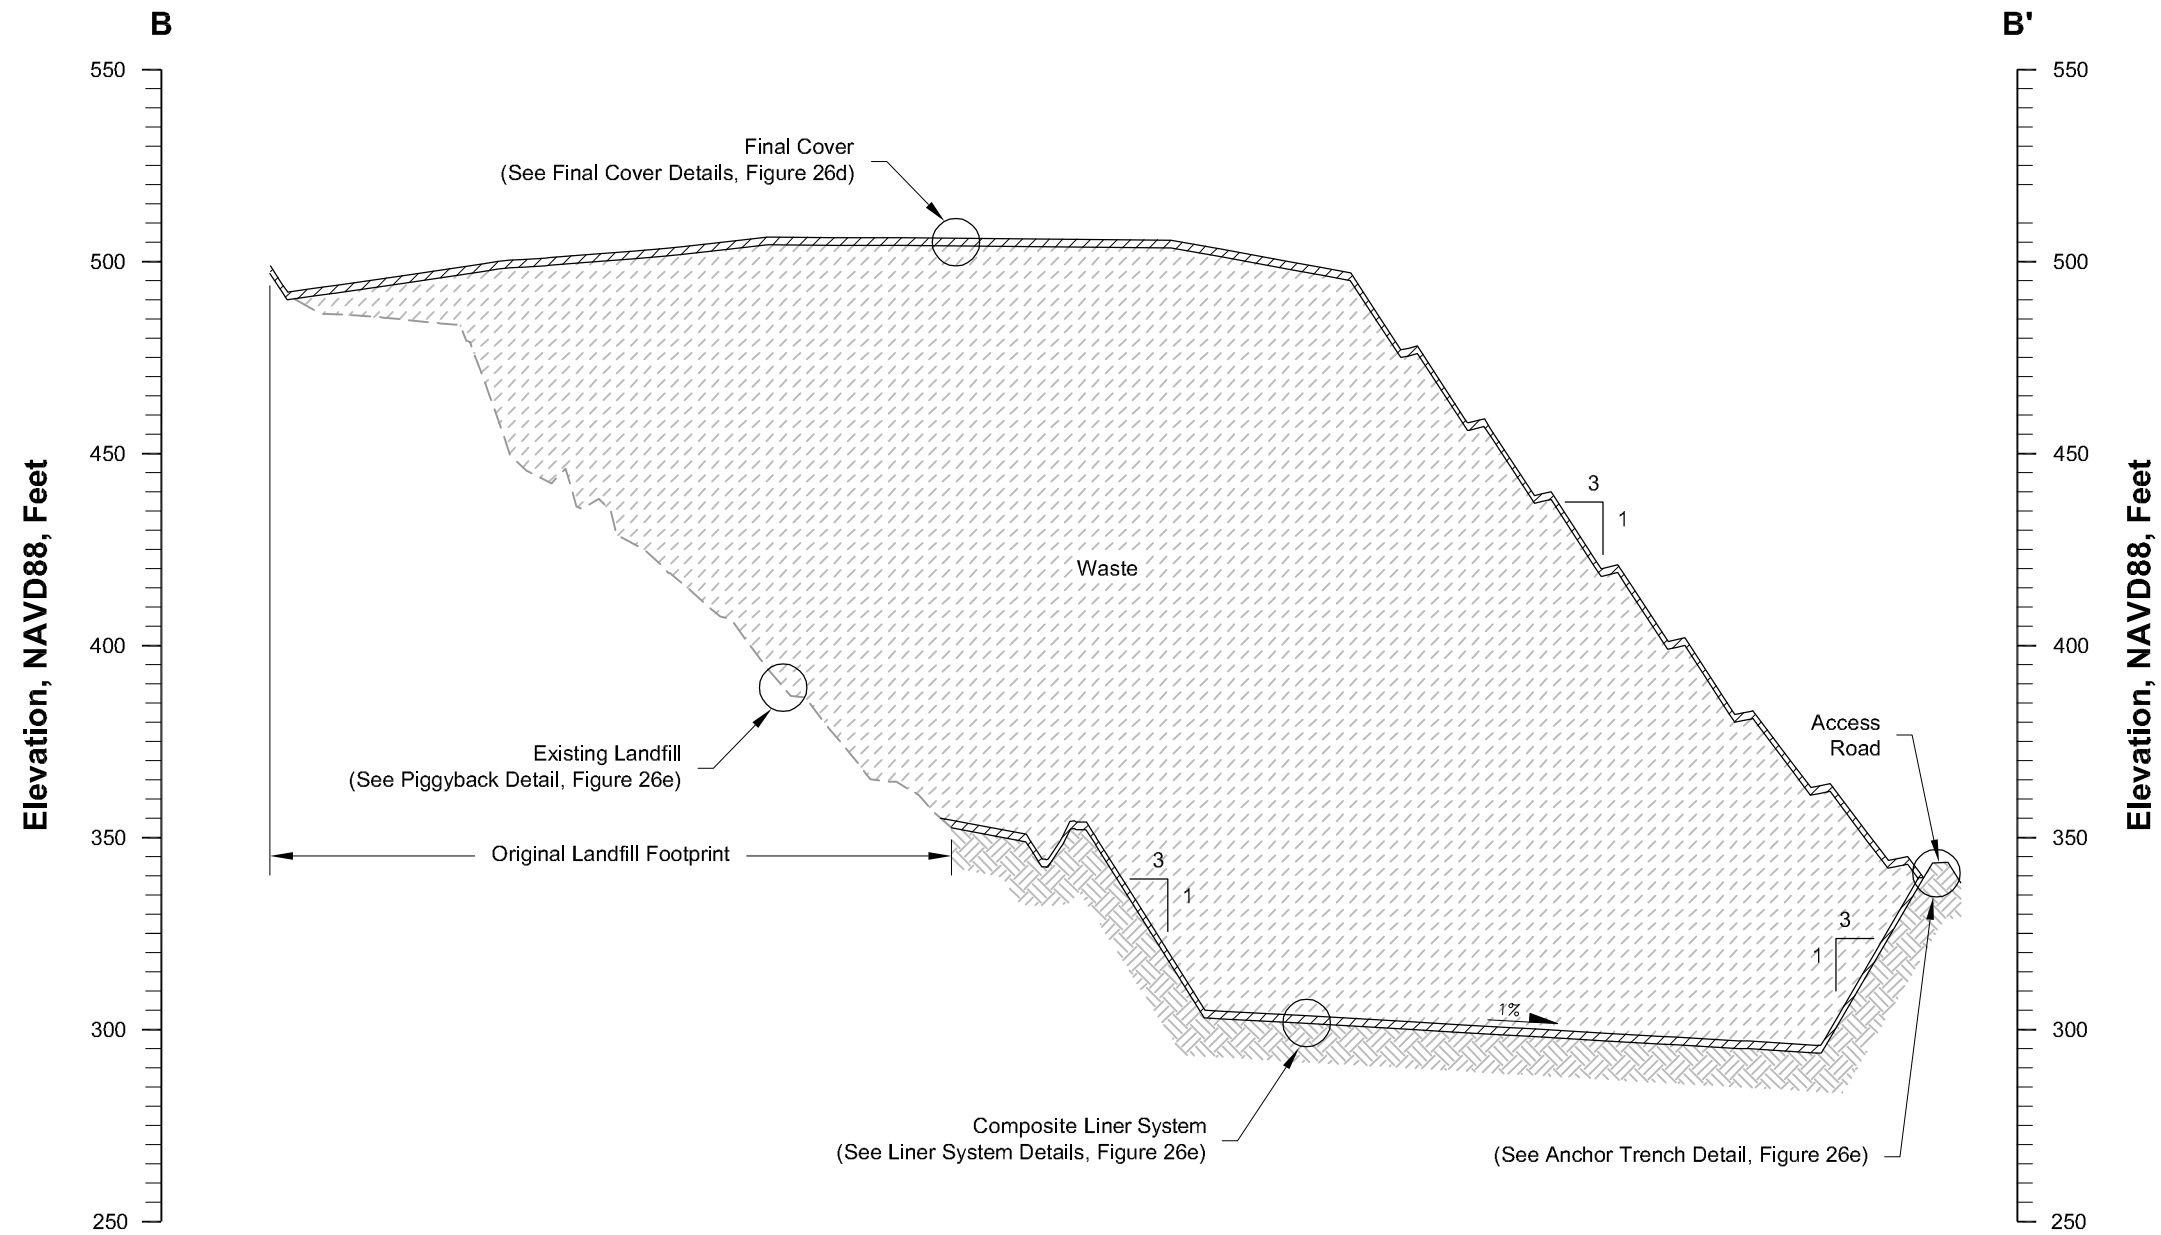 B
B'
550
550
Final Cover
(See Final Cover Details, Figure 26d)
500
500
450
450
3
1
Elevation, NAVD88, Feet
Elevation, NAVD88, Feet
Waste
400
400
Access
Road
Existing Landfill
(See Piggyback Detail, Figure 26e)
350
350
Original Landfill Footprint
3
1
3
1
1%
300
300
Composite Liner System
(See Liner System Details, Figure 26e)
(See Anchor Trench Detail, Figure 26e)
250
250